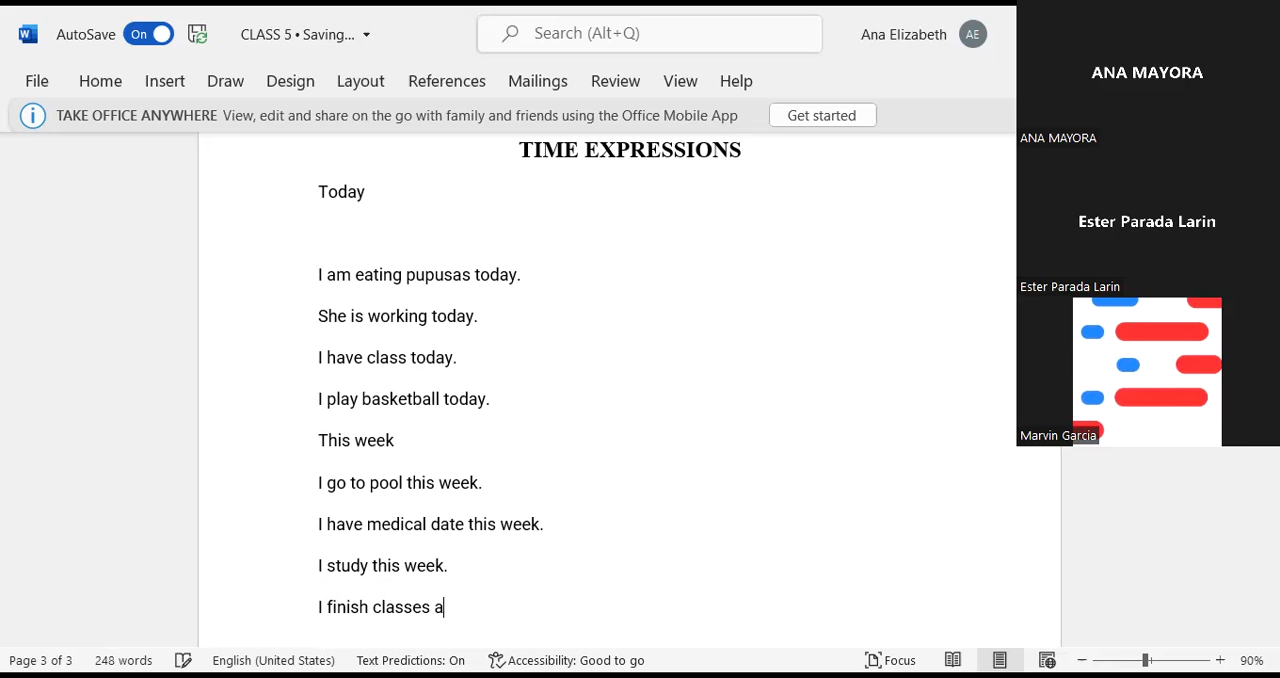 AutoSave On CLASS 5 • Saving... Search (Alt+Q) Ana Elizabeth AE
File Home Insert Draw Design Layout References Mailings Review View Help
TAKE OFFICE ANYWHERE View, edit and share on the go with family and friends using the Office Mobile App Get started
TIME EXPRESSIONS
Today
I am eating pupusas today.
She is working today.
I have class today.
I play basketball today.
This week
I go to pool this week.
I have medical date this week.
I study this week.
I finish classes a
ANA MAYORA
ANA MAYORA
Ester Parada Larin
Ester Parada Larin
Marvin Garcia
Page 3 of 3 248 words English (United States) Text Predictions: On Accessibility: Good to go Focus 90%